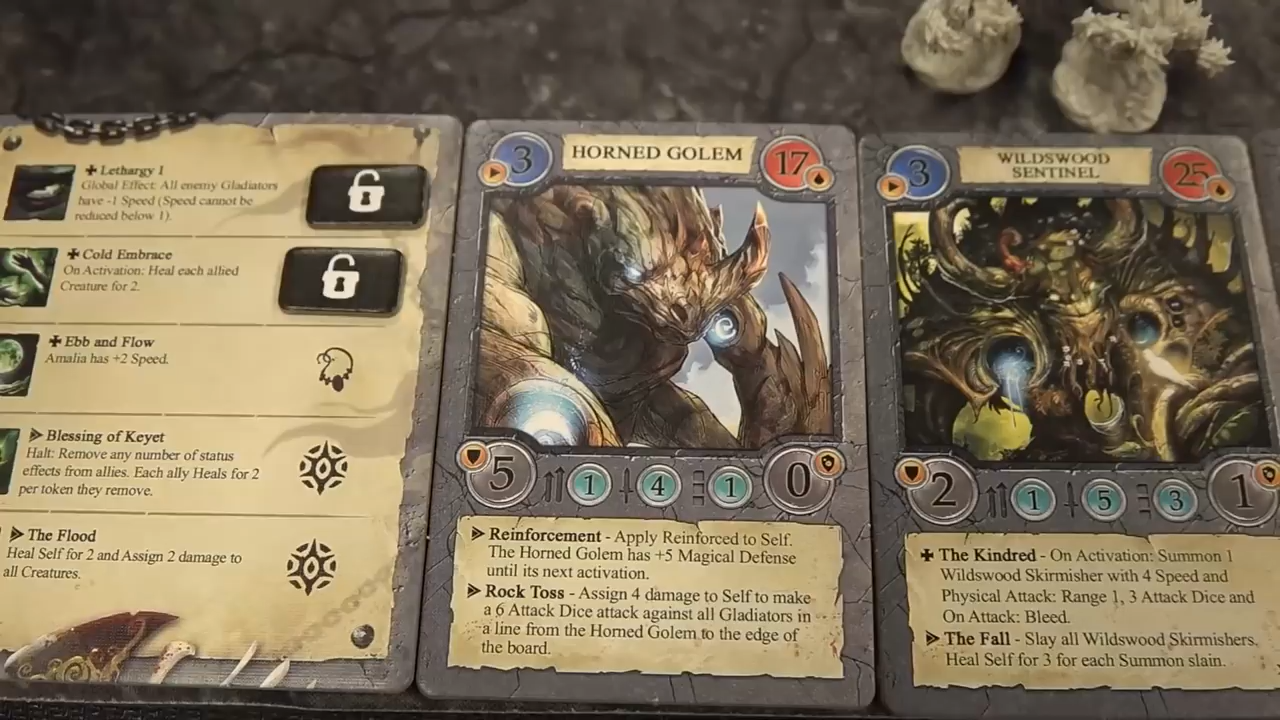 Lethargy 1
Global Effect: All enemy Gladiators
have -1 Speed (Speed cannot be
reduced below 1).
Cold Embrace
On Activation: Heal each allied
Creature for 2.
Ebb and Flow
Amalia has +2 Speed.
Blessing of Keyet
Halt: Remove any number of status
effects from allies. Each ally Heals for 2
per token they remove.
The Flood
Heal Self for 2 and Assign 2 damage to
all Creatures.
3
HORNED GOLEM
17
5
1
4
1
0
Reinforcement - Apply Reinforced to Self.
The Horned Golem has +5 Magical Defense
until its next activation.
Rock Toss - Assign 4 damage to Self to make
a 6 Attack Dice attack against all Gladiators in
a line from the Horned Golem to the edge of
the board.
3
WILDSWOOD
SENTINEL
25
2
1
5
3
1
The Kindred - On Activation: Summon 1
Wildswood Skirmisher with 4 Speed and
Physical Attack: Range 1, 3 Attack Dice and
On Attack: Bleed.
The Fall - Slay all Wildswood Skirmishers.
Heal Self for 3 for each Summon slain.